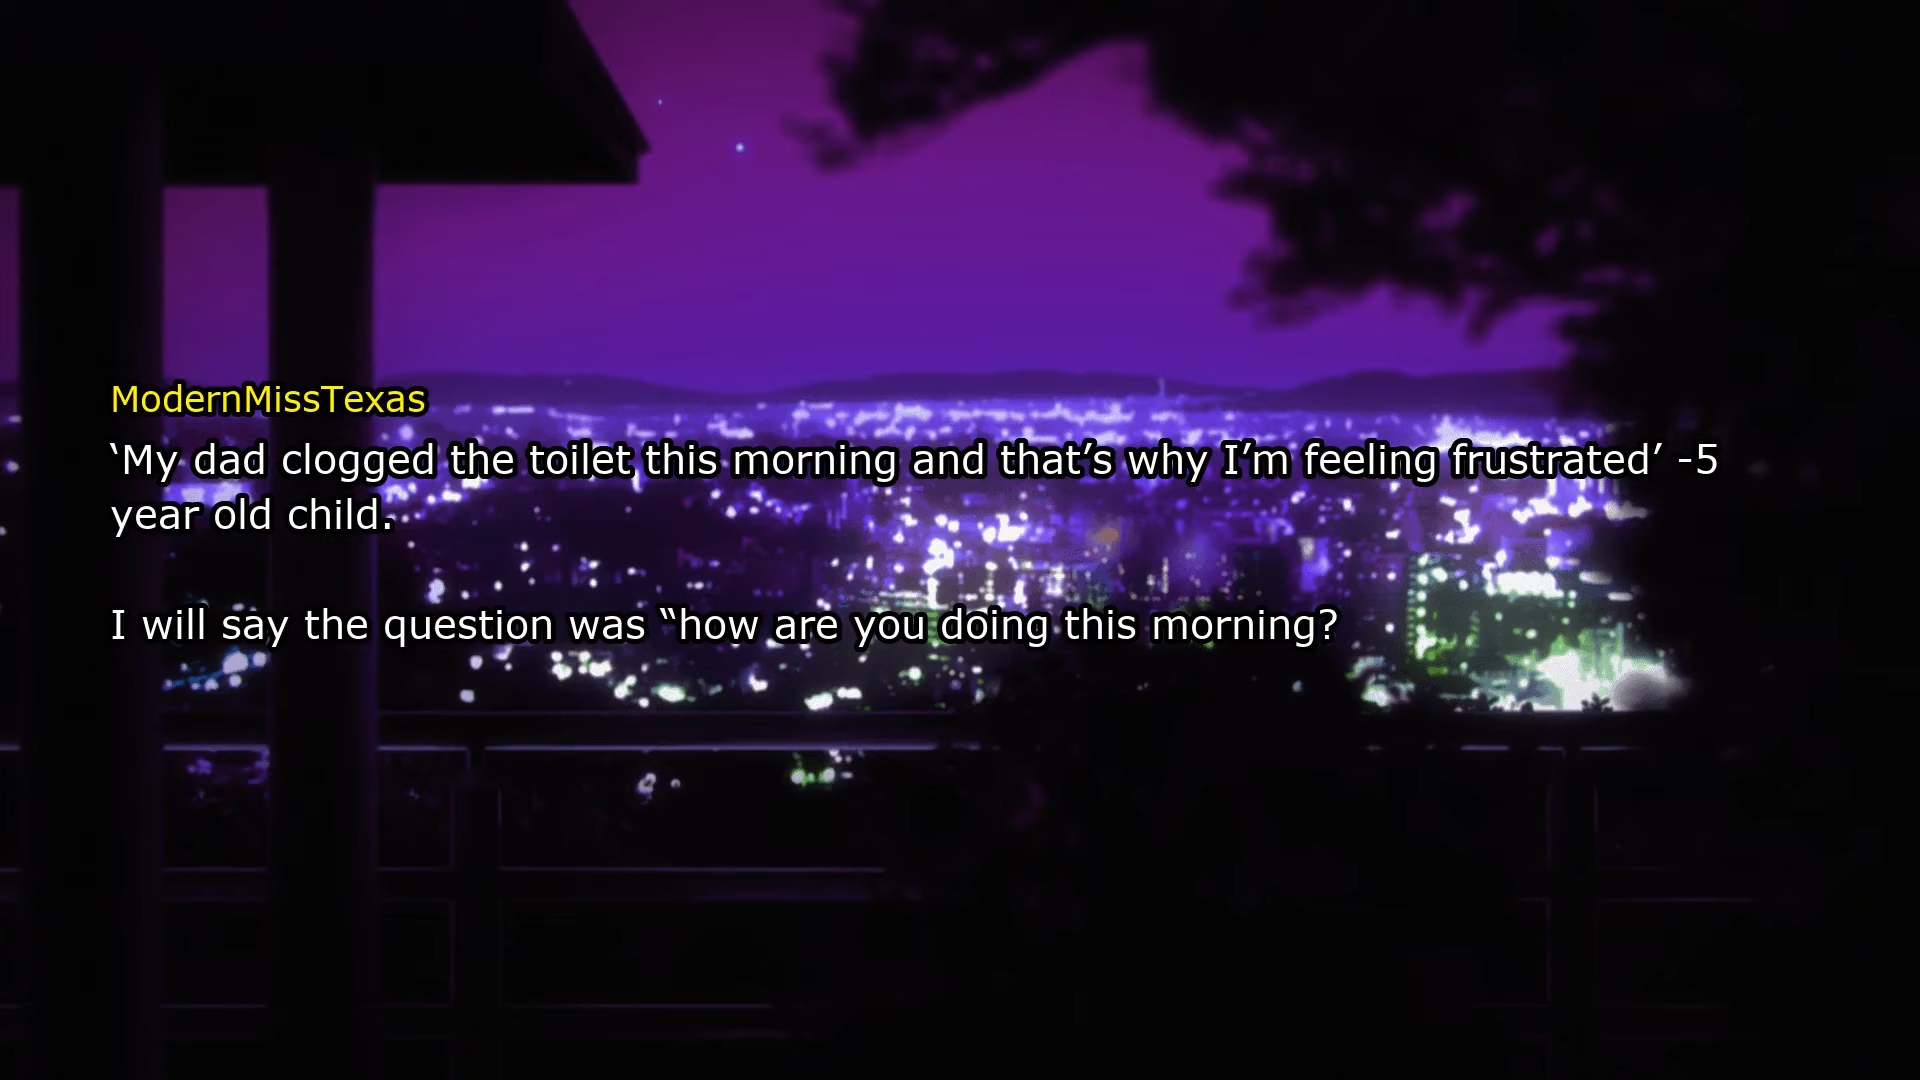 ModernMissTexas
‘My dad clogged the toilet this morning and that’s why I’m feeling frustrated’ -5
year old child.
I will say the question was “how are you doing this morning?